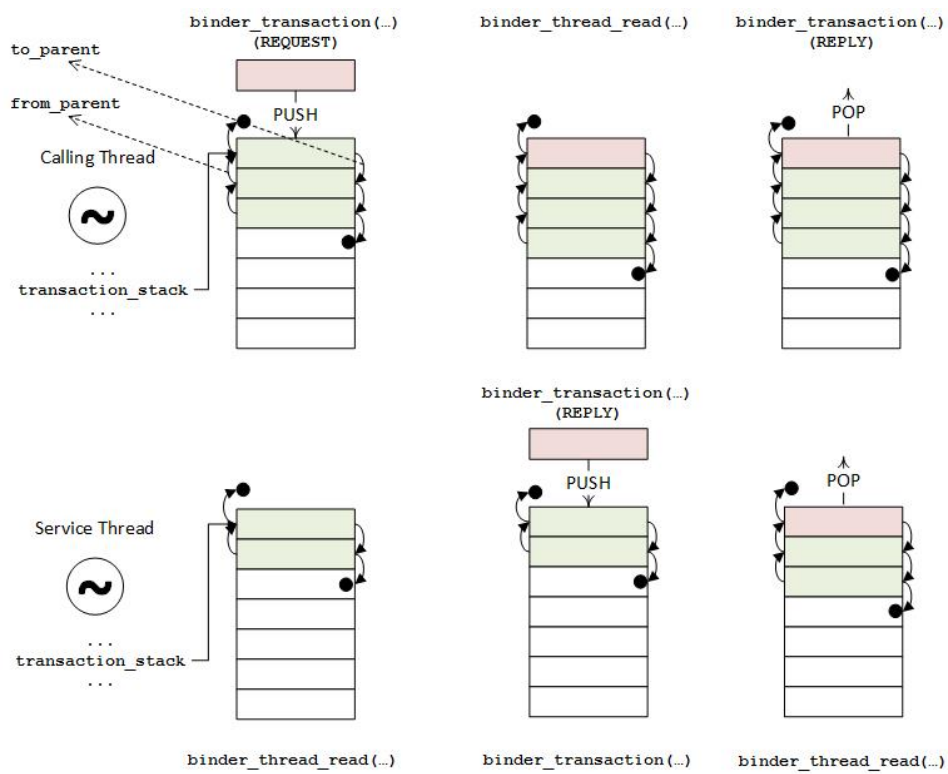 binder_transaction(…)
(REQUEST)
binder_thread_read(…)
binder_transaction(…)
(REPLY)
to_parent
from_parent
PUSH
POP
Calling Thread
~
...
transaction_stack
...
binder_transaction(…)
(REPLY)
PUSH
POP
Service Thread
~
...
transaction_stack
...
binder_thread_read(…)
binder_transaction(…)
binder_thread_read(…)